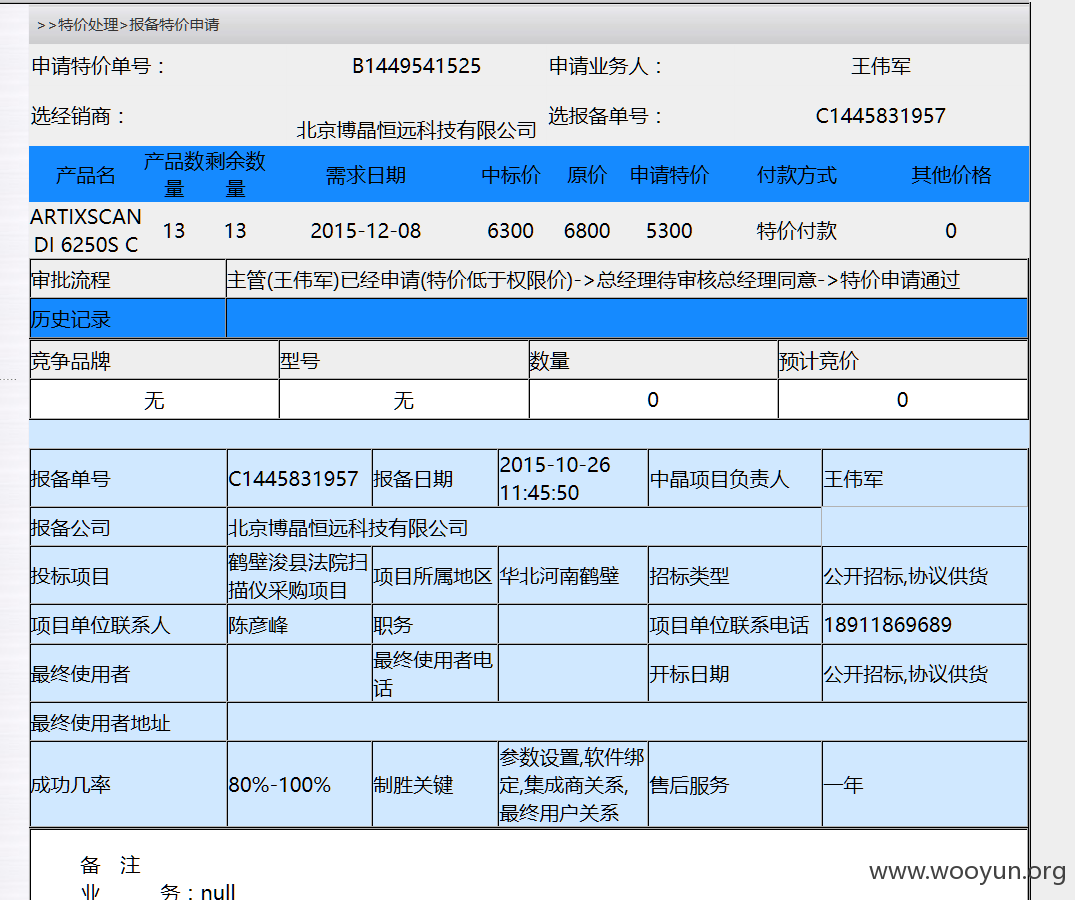 >>特价处理>报备特价申请
申请特价单号： B1449541525 申请业务人： 王伟军
选经销商： 北京博晶恒远科技有限公司 选报备单号： C1445831957
产品名 产品数量 剩余数量 需求日期 中标价 原价 申请特价 付款方式 其他价格
ARTIXSCAN DI 6250S C 13 13 2015-12-08 6300 6800 5300 特价付款 0
审批流程 主管(王伟军)已经申请(特价低于权限价)->总经理待审核总经理同意->特价申请通过
历史记录
竞争品牌 型号 数量 预计竞价
无 无 0 0
报备单号 C1445831957 报备日期 2015-10-26 11:45:50 中晶项目负责人 王伟军
报备公司 北京博晶恒远科技有限公司
投标项目 鹤壁浚县法院扫描仪采购项目 项目所属地区 华北河南鹤壁 招标类型 公开招标,协议供货
项目单位联系人 陈彦峰 职务 项目单位联系电话 18911869689
最终使用者 最终使用者电话 开标日期 公开招标,协议供货
最终使用者地址
成功几率 80%-100% 制胜关键 参数设置,软件绑定,集成商关系,最终用户关系 售后服务 一年
备 注
业 务：null
www.wooyun.org